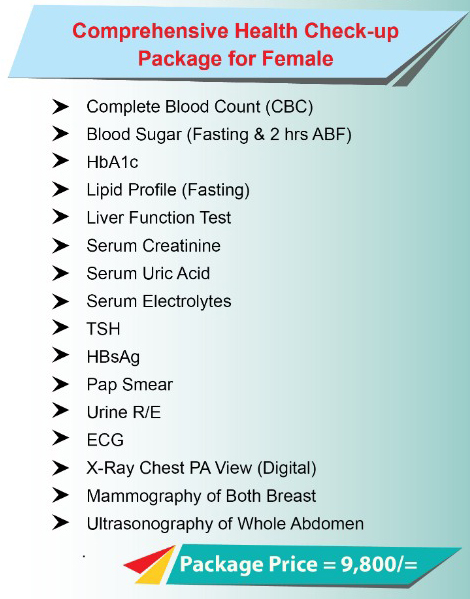 Comprehensive Health Check-up
Package for Female
Complete Blood Count (CBC)
Blood Sugar (Fasting & 2 hrs ABF)
HbA1c
Lipid Profile (Fasting)
Liver Function Test
Serum Creatinine
Serum Uric Acid
Serum Electrolytes
TSH
HBsAg
Pap Smear
Urine R/E
ECG
X-Ray Chest PA View (Digital)
Mammography of Both Breast
Ultrasonography of Whole Abdomen
Package Price = 9,800/=